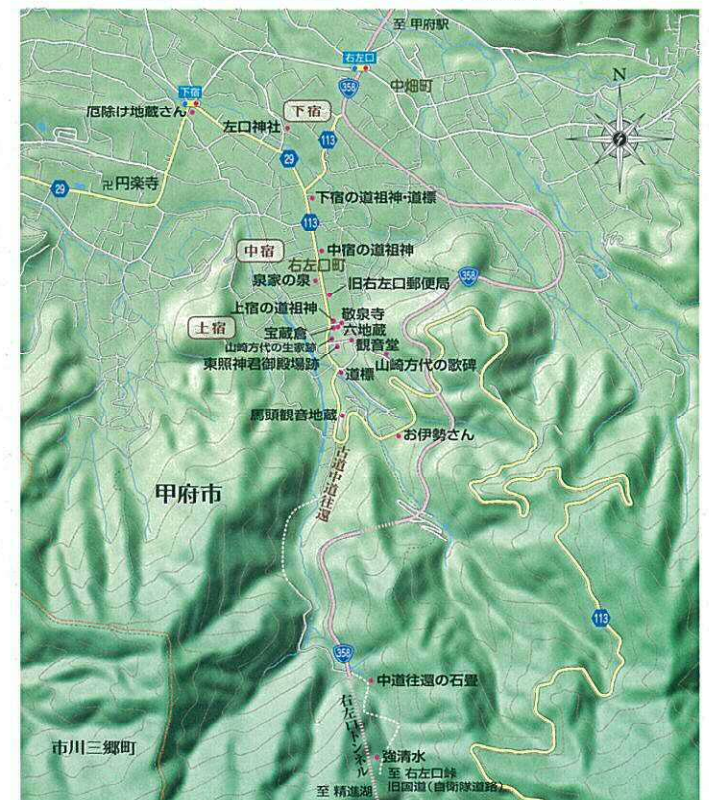 至 甲府駅
右左口
358
中畑町
N
下宿
厄除け地蔵さん
下宿
左口神社
113
29
29
卍円楽寺
下宿の道祖神・道標
113
中宿
中宿の道祖神
右左口町
泉家の泉
旧右左口郵便局
358
上宿の道祖神
敬泉寺
上宿
宝蔵倉
六地蔵
山崎方代の生家跡
観音堂
東照神君御殿場跡
山崎方代の歌碑
道標
馬頭観音地蔵
お伊勢さん
古道中道往還
甲府市
113
358
中道往還の石畳
右左口トンネル
市川三郷町
強清水
至 右左口峠
旧国道(自衛隊道路)
至 精進湖